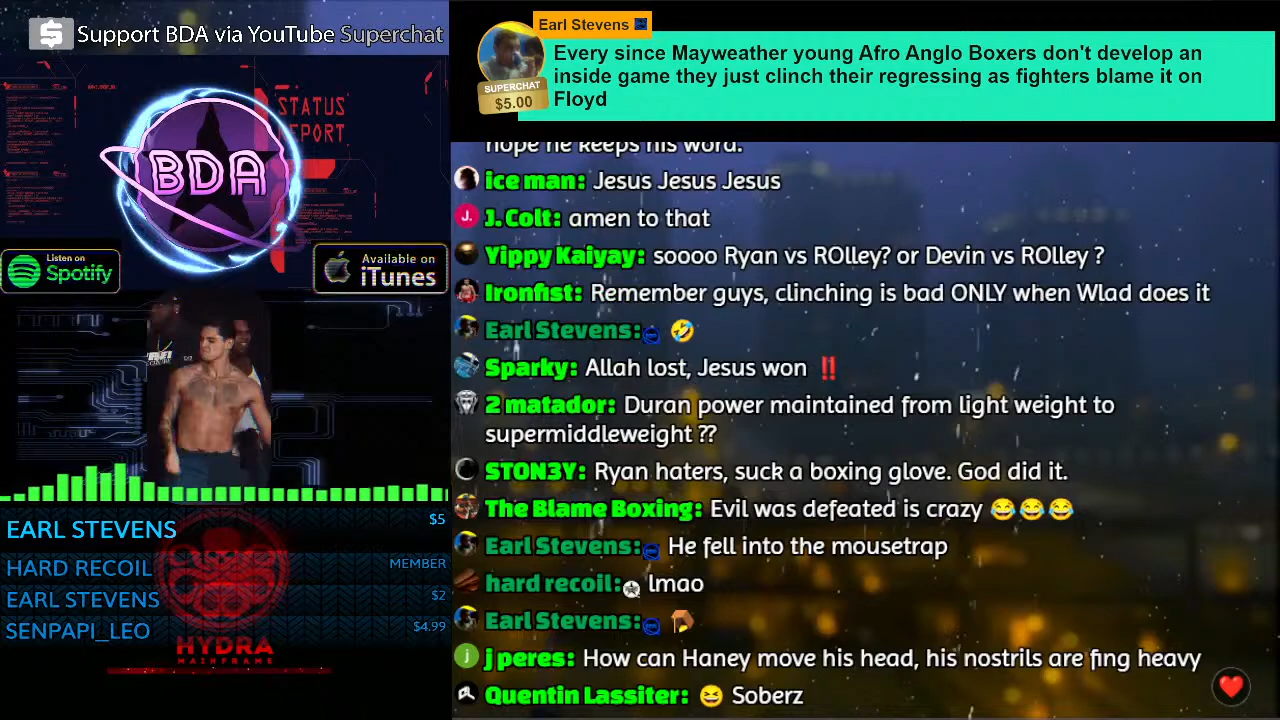 Support BDA via YouTube Superchat
STATUS
BDA
Listen on
Spotify
Available on
iTunes
EARL STEVENS $5
HARD RECOIL MEMBER
EARL STEVENS $2
SENPAPI_LEO $4.99
HYDRA
MAINFRAME
Earl Stevens
SUPERCHAT
$5.00
Every since Mayweather young Afro Anglo Boxers don't develop an
inside game they just clinch their regressing as fighters blame it on
Floyd
hope he keeps his word.
ice man: Jesus Jesus Jesus
J. Colt: amen to that
Yippy Kaiyay: soooo Ryan vs ROlley? or Devin vs ROlley ?
Ironfist: Remember guys, clinching is bad ONLY when Wlad does it
Earl Stevens: 🤣
Sparky: Allah lost, Jesus won ‼️
2 matador: Duran power maintained from light weight to
supermiddleweight ??
STON3Y: Ryan haters, suck a boxing glove. God did it.
The Blame Boxing: Evil was defeated is crazy 😂😂😂
Earl Stevens: He fell into the mousetrap
hard recoil: lmao
Earl Stevens:
j peres: How can Haney move his head, his nostrils are fing heavy
Quentin Lassiter: 😆 Soberz